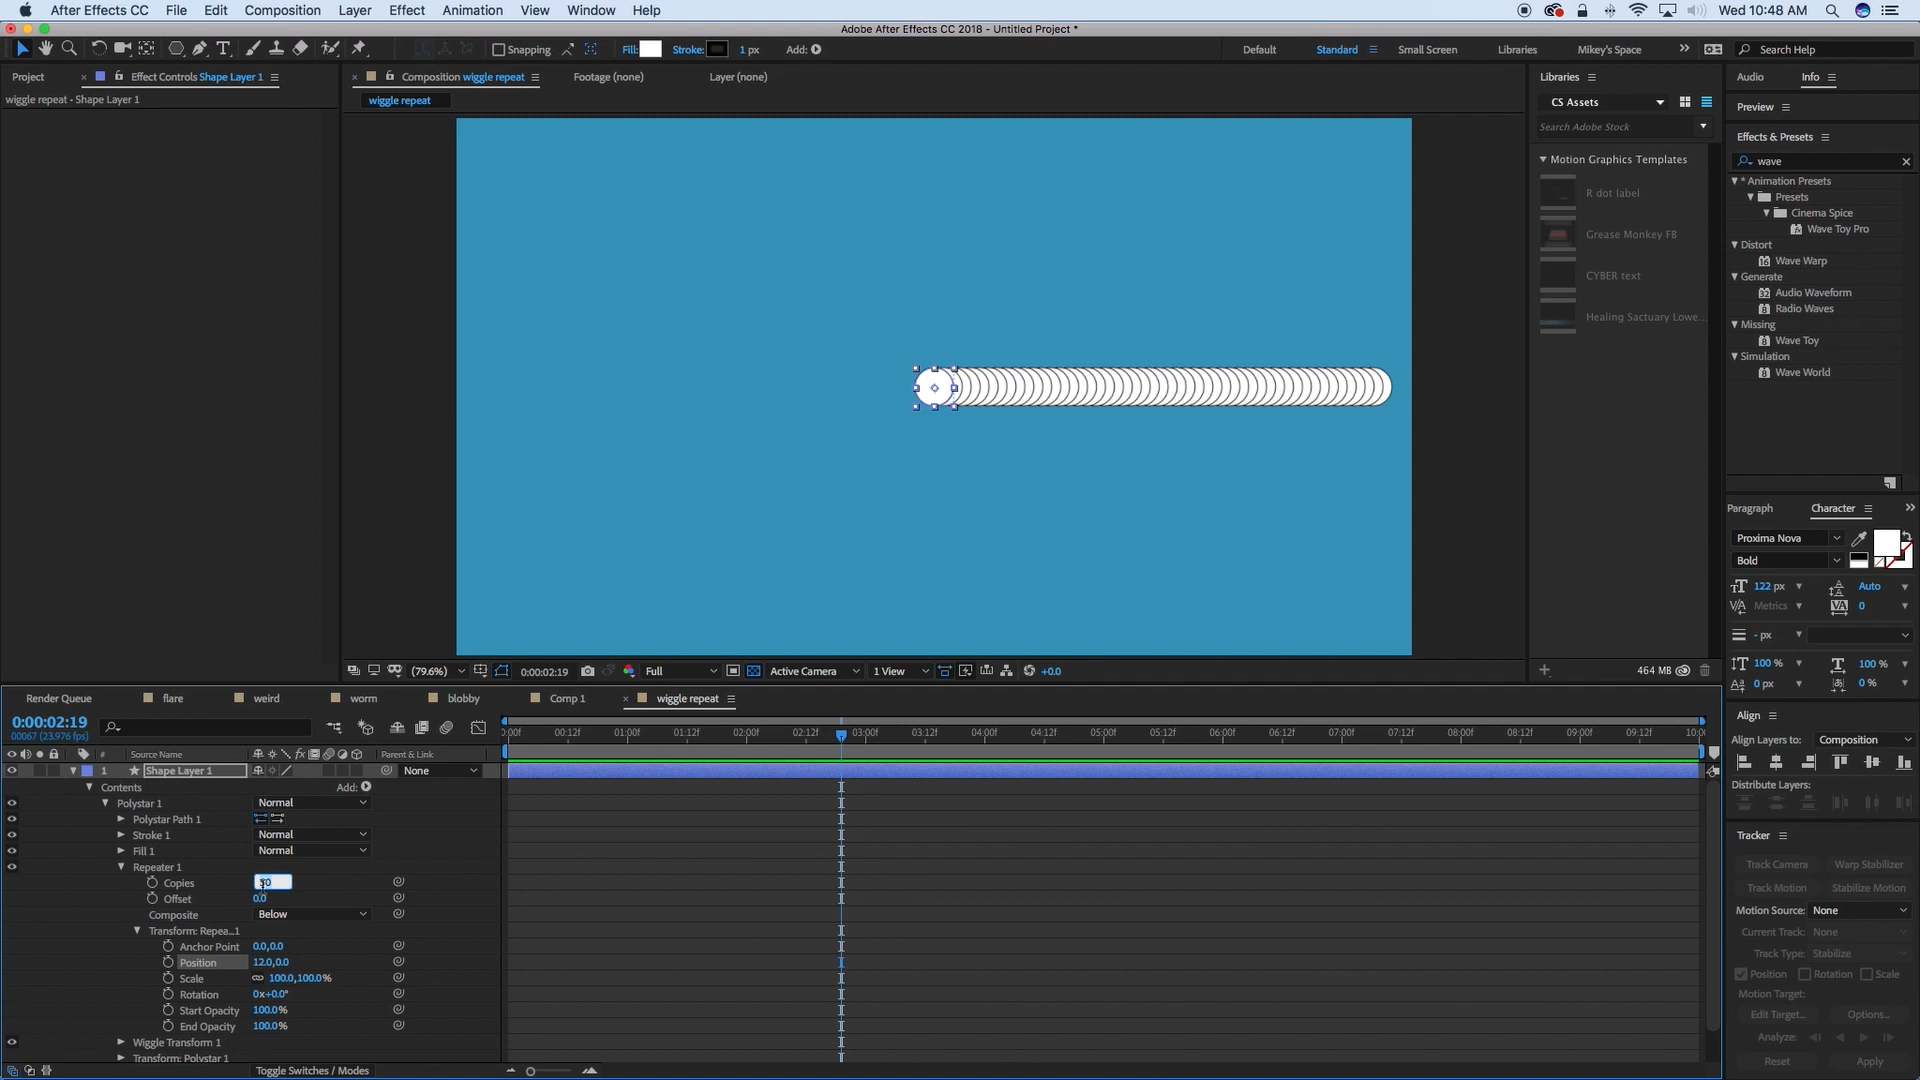 After Effects CC File Edit Composition Layer Effect Animation View Window Help Wed 10:48 AM
Adobe After Effects CC 2018 - Untitled Project *
Snapping Fill: Stroke: 1 px Add: Default Standard Small Screen Libraries Mikey's Space Search Help
Project Effect Controls Shape Layer 1 Composition wiggle repeat Footage (none) Layer (none) Libraries Audio Info
wiggle repeat - Shape Layer 1
wiggle repeat
CS Assets
Search Adobe Stock
Motion Graphics Templates
R dot label
Grease Monkey FB
CYBER text
Healing Sactuary Lowe...
Preview
Effects & Presets
wave
* Animation Presets
Presets
Cinema Spice
Wave Toy Pro
Distort
Wave Warp
Generate
Audio Waveform
Radio Waves
Missing
Wave Toy
Simulation
Wave World
Paragraph Character
Proxima Nova
Bold
122 px Auto
Metrics 0
- px
100 % 100 %
0 px 0 %
(79.6%) 0:00:02:19 Full Active Camera 1 View +0.0
464 MB
Render Queue flare weird worm blobby Comp 1 wiggle repeat
0:00:02:19
00067 (23.976 fps)
:00f 00:12f 01:00f 01:12f 02:00f 02:12f 03:00f 03:12f 04:00f 04:12f 05:00f 05:12f 06:00f 06:12f 07:00f 07:12f 08:00f 08:12f 09:00f 09:12f 10:0
# Source Name Parent & Link
1 Shape Layer 1 None
Contents Add:
Polystar 1 Normal
Polystar Path 1
Stroke 1 Normal
Fill 1 Normal
Repeater 1
Copies
Offset 0.0
Composite Below
Transform: Repea...1
Anchor Point 0.0,0.0
Position 12.0,0.0
Scale 100.0,100.0%
Rotation 0x+0.0°
Start Opacity 100.0%
End Opacity 100.0%
Wiggle Transform 1
Transform: Polystar 1
Toggle Switches / Modes
Align
Align Layers to: Composition
Distribute Layers:
Tracker
Track Camera Warp Stabilizer
Track Motion Stabilize Motion
Motion Source: None
Current Track: None
Track Type: Stabilize
Position Rotation Scale
Motion Target:
Edit Target... Options...
Analyze:
Reset Apply